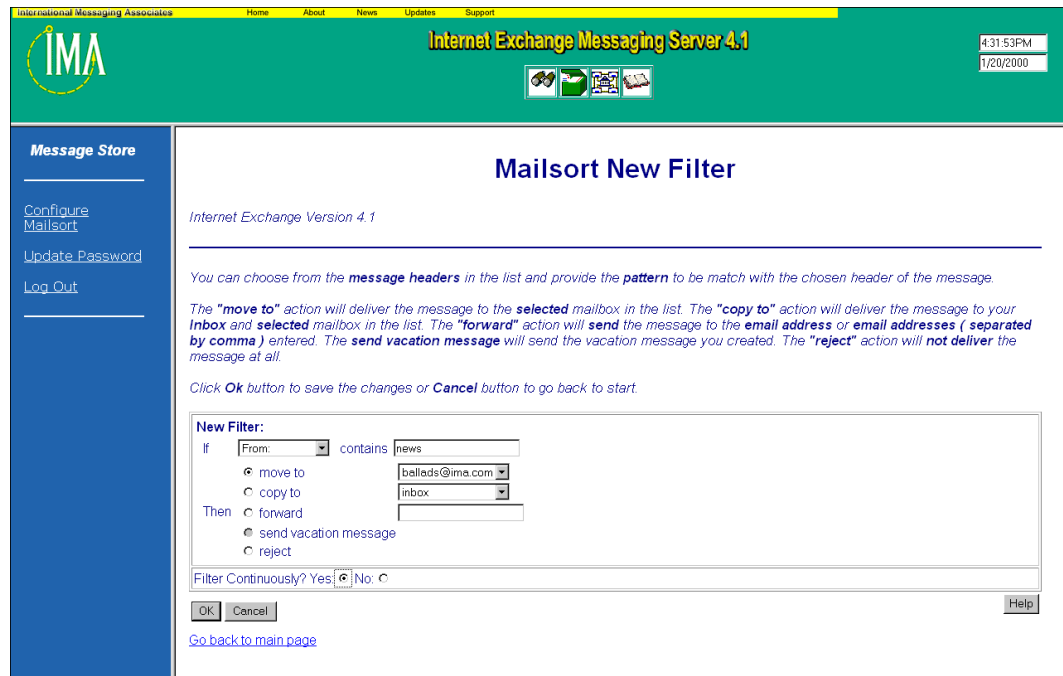 International Messaging Associates
Home About News Updates Support
IMA
Internet Exchange Messaging Server 4.1
4:31:53PM
1/20/2000
Message Store
Configure
Mailsort
Update Password
Log Out
Mailsort New Filter
Internet Exchange Version 4.1
You can choose from the message headers in the list and provide the pattern to be match with the chosen header of the message.
The "move to" action will deliver the message to the selected mailbox in the list. The "copy to" action will deliver the message to your
Inbox and selected mailbox in the list. The "forward" action will send the message to the email address or email addresses ( separated
by comma ) entered. The send vacation message will send the vacation message you created. The "reject" action will not deliver the
message at all.
Click Ok button to save the changes or Cancel button to go back to start.
New Filter:
If From: contains news
move to ballads@ima.com
copy to inbox
Then forward
send vacation message
reject
Filter Continuously? Yes: No:
OK Cancel Help
Go back to main page